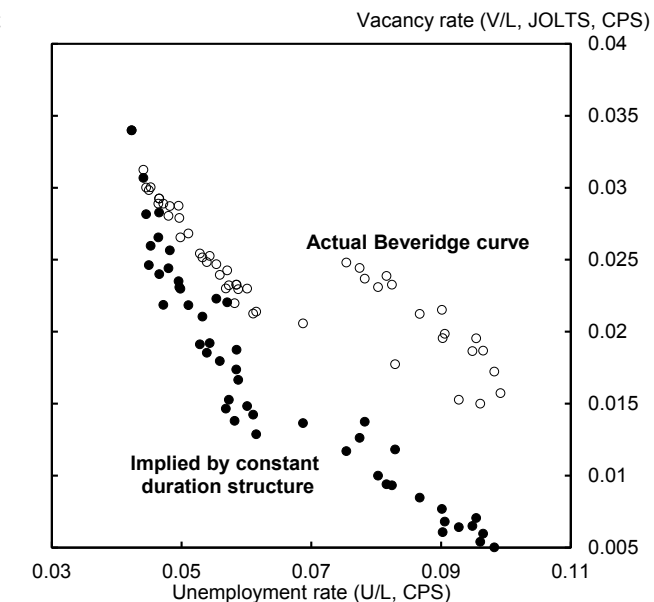 Vacancy rate (V/L, JOLTS, CPS)
0.04
0.035
0.03
Actual Beveridge curve
0.025
0.02
0.015
Implied by constant
duration structure
0.01
0.005
0.03 0.05 0.07 0.09 0.11
Unemployment rate (U/L, CPS)